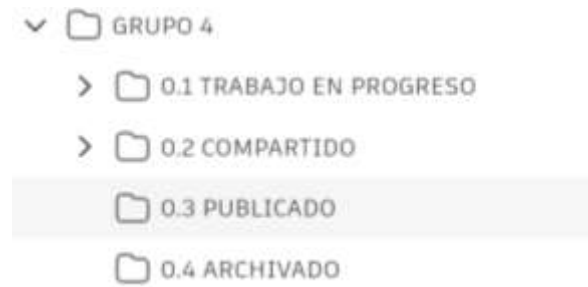 GRUPO 4
0.1 TRABAJO EN PROGRESO
0.2 COMPARTIDO
0.3 PUBLICADO
0.4 ARCHIVADO